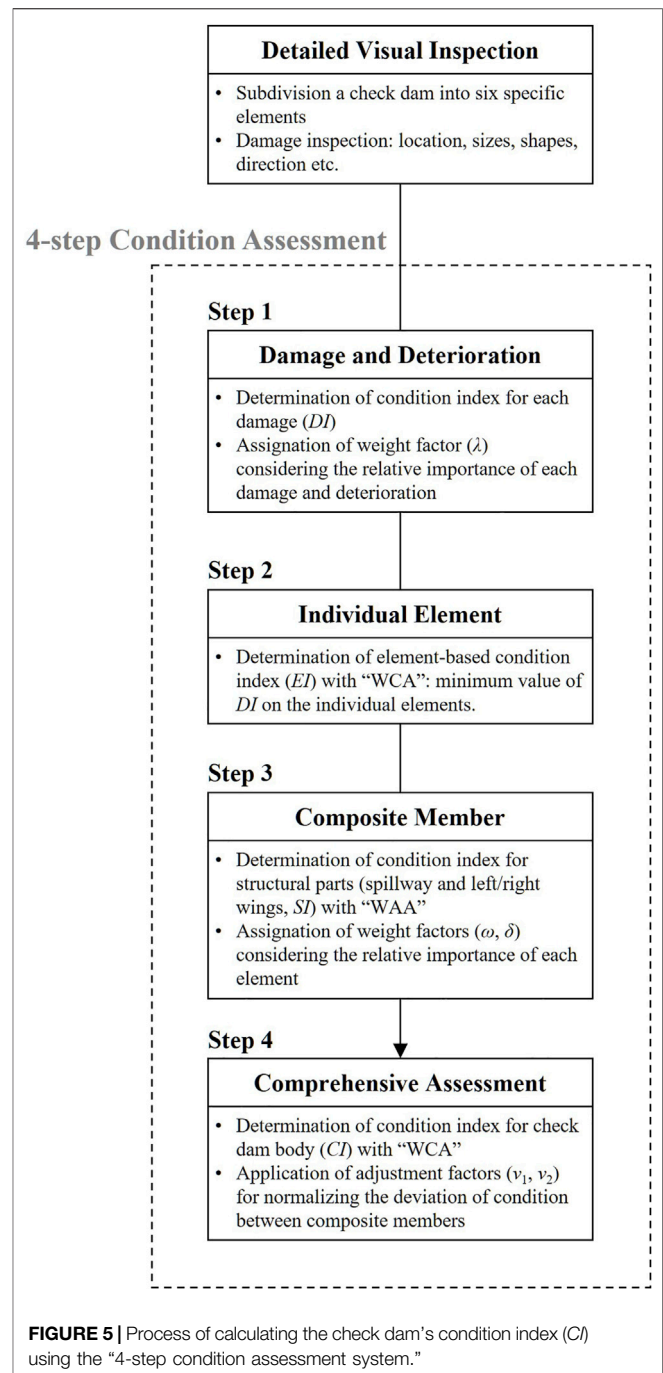 Detailed Visual Inspection
• Subdivision a check dam into six specific
elements
• Damage inspection: location, sizes, shapes,
direction etc.
4-step Condition Assessment
Step 1
Damage and Deterioration
• Determination of condition index for each
damage (DI)
• Assignation of weight factor (λ)
considering the relative importance of each
damage and deterioration
Step 2
Individual Element
• Determination of element-based condition
index (EI) with “WCA”: minimum value of
DI on the individual elements.
Step 3
Composite Member
• Determination of condition index for
structural parts (spillway and left/right
wings, SI) with “WAA”
• Assignation of weight factors (ω, δ)
considering the relative importance of each
element
Step 4
Comprehensive Assessment
• Determination of condition index for check
dam body (CI) with “WCA”
• Application of adjustment factors (ν₁, ν₂)
for normalizing the deviation of condition
between composite members
FIGURE 5 | Process of calculating the check dam’s condition index (CI)
using the “4-step condition assessment system.”